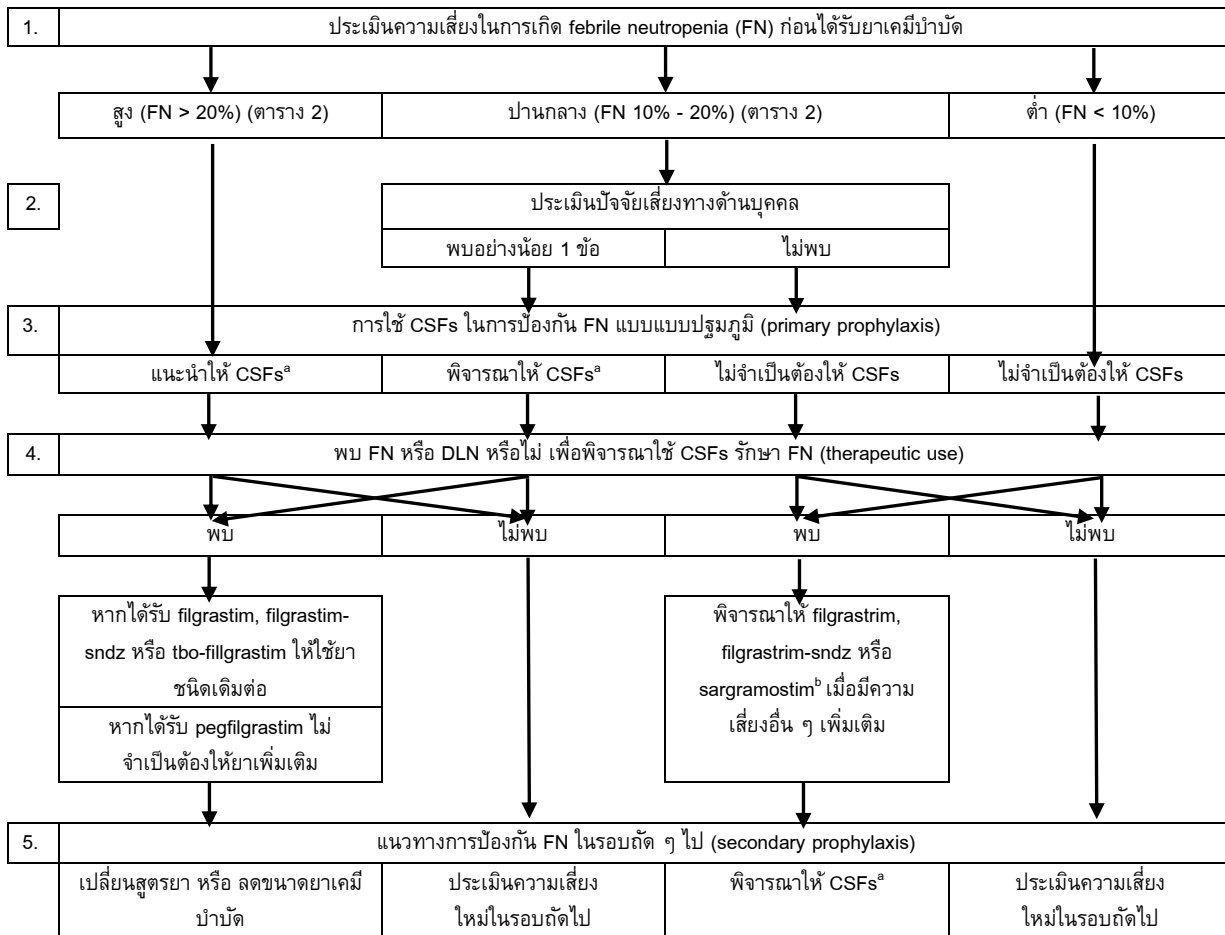 1. ประเมินความเสี่ยงในการเกิด febrile neutropenia (FN) ก่อนได้รับยาเคมีบำบัด
สูง (FN > 20%) (ตาราง 2) ปานกลาง (FN 10% - 20%) (ตาราง 2) ต่ำ (FN < 10%)
2. ประเมินปัจจัยเสี่ยงทางด้านบุคคล
พบอย่างน้อย 1 ข้อ ไม่พบ
3. การใช้ CSFs ในการป้องกัน FN แบบแบบปฐมภูมิ (primary prophylaxis)
แนะนำให้ CSFsᵃ พิจารณาให้ CSFsᵃ ไม่จำเป็นต้องให้ CSFs ไม่จำเป็นต้องให้ CSFs
4. พบ FN หรือ DLN หรือไม่ เพื่อพิจารณาใช้ CSFs รักษา FN (therapeutic use)
พบ ไม่พบ พบ ไม่พบ
หากได้รับ filgrastim, filgrastim-
sndz หรือ tbo-fillgrastim ให้ใช้ยา
ชนิดเดิมต่อ
หากได้รับ pegfilgrastim ไม่
จำเป็นต้องให้ยาเพิ่มเติม
พิจารณาให้ filgrastrim,
filgrastrim-sndz หรือ
sargramostimᵇ เมื่อมีความ
เสี่ยงอื่น ๆ เพิ่มเติม
5. แนวทางการป้องกัน FN ในรอบถัด ๆ ไป (secondary prophylaxis)
เปลี่ยนสูตรยา หรือ ลดขนาดยาเคมี
บำบัด
ประเมินความเสี่ยง
ใหม่ในรอบถัดไป
พิจารณาให้ CSFsᵃ
ประเมินความเสี่ยง
ใหม่ในรอบถัดไป